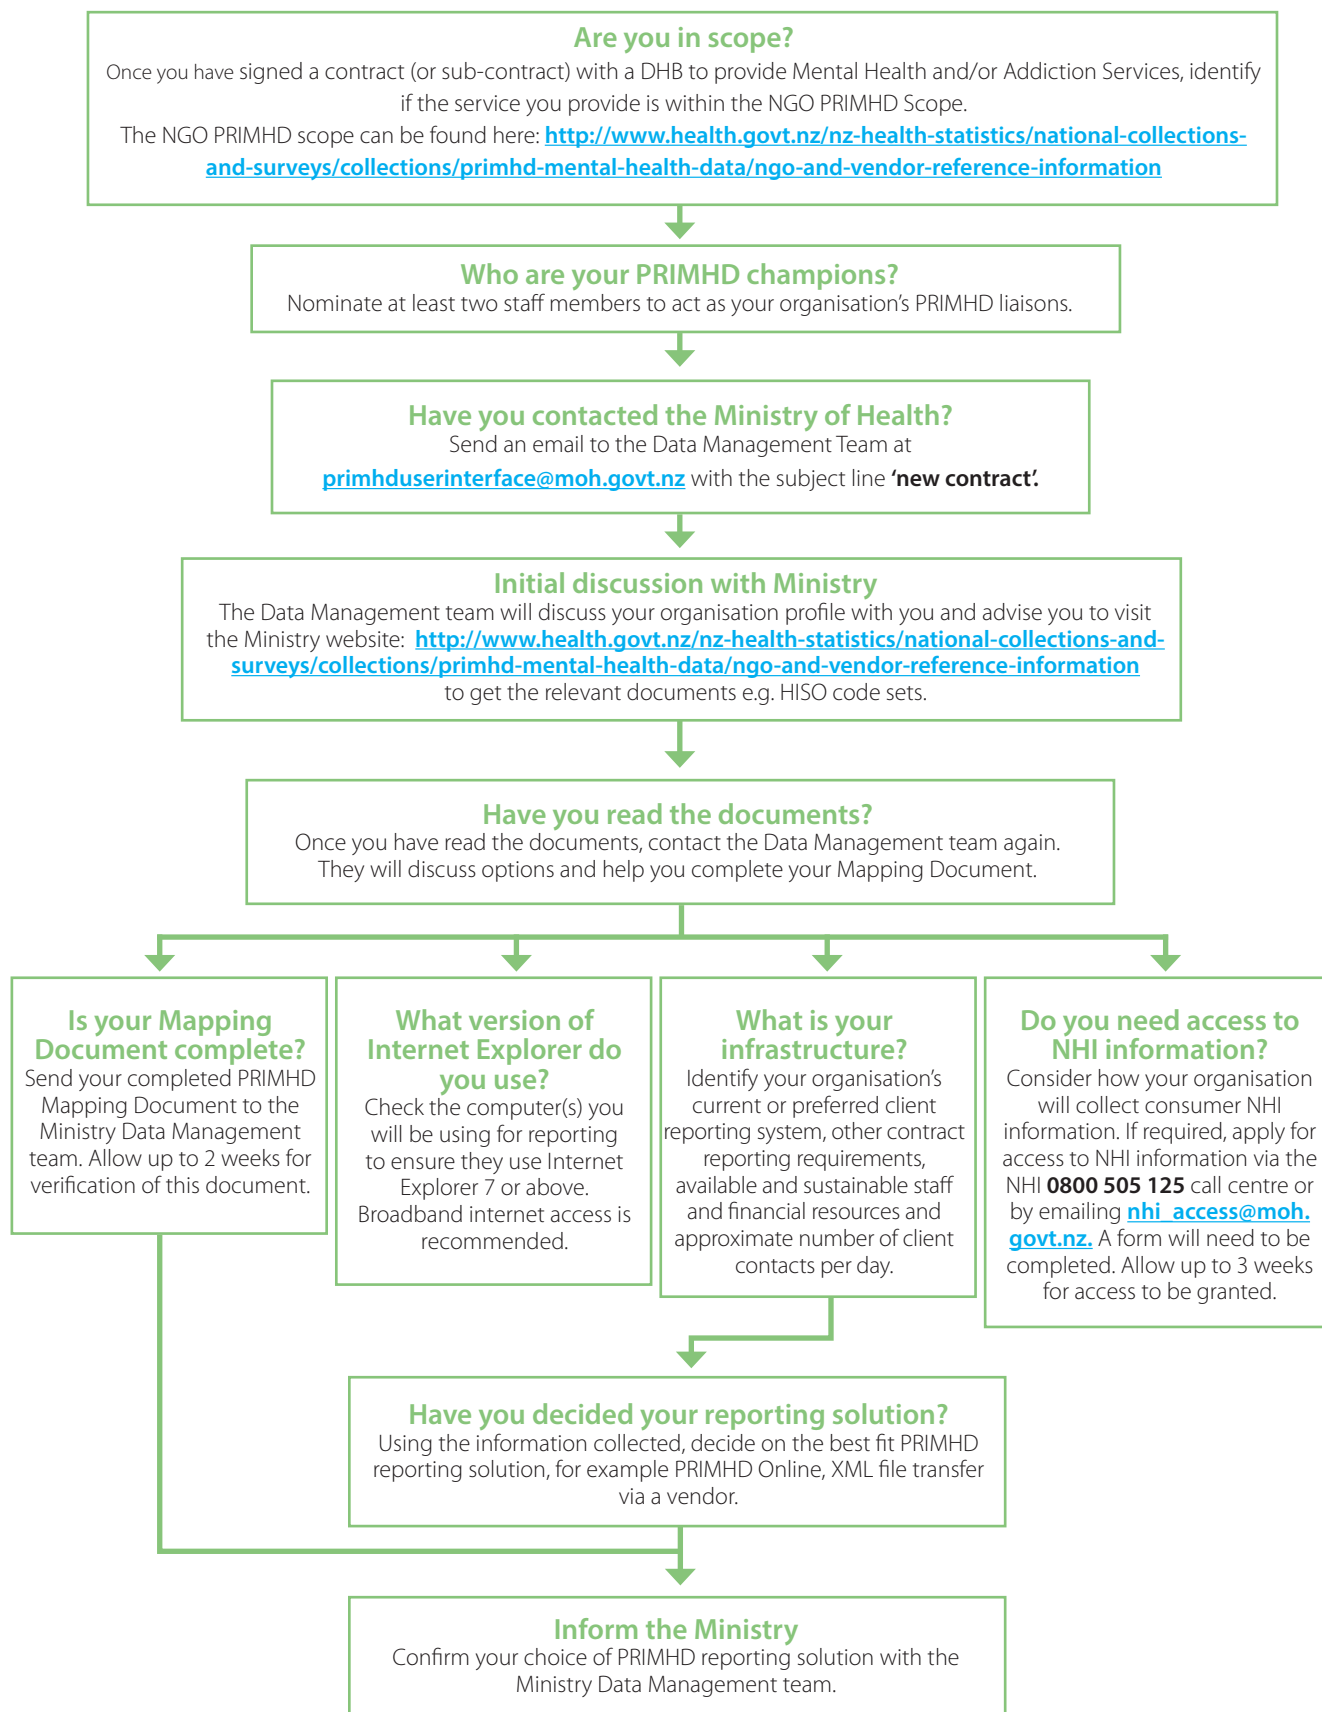 Are you in scope?
Once you have signed a contract (or sub-contract) with a DHB to provide Mental Health and/or Addiction Services, identify
if the service you provide is within the NGO PRIMHD Scope.
The NGO PRIMHD scope can be found here: http://www.health.govt.nz/nz-health-statistics/national-collections-
and-surveys/collections/primhd-mental-health-data/ngo-and-vendor-reference-information
Who are your PRIMHD champions?
Nominate at least two staff members to act as your organisation’s PRIMHD liaisons.
Have you contacted the Ministry of Health?
Send an email to the Data Management Team at
primhduserinterface@moh.govt.nz with the subject line ‘new contract’.
Initial discussion with Ministry
The Data Management team will discuss your organisation profile with you and advise you to visit
the Ministry website: http://www.health.govt.nz/nz-health-statistics/national-collections-and-
surveys/collections/primhd-mental-health-data/ngo-and-vendor-reference-information
to get the relevant documents e.g. HISO code sets.
Have you read the documents?
Once you have read the documents, contact the Data Management team again.
They will discuss options and help you complete your Mapping Document.
Is your Mapping
Document complete?
Send your completed PRIMHD
Mapping Document to the
Ministry Data Management
team. Allow up to 2 weeks for
verification of this document.
What version of
Internet Explorer do
you use?
Check the computer(s) you
will be using for reporting
to ensure they use Internet
Explorer 7 or above.
Broadband internet access is
recommended.
What is your
infrastructure?
Identify your organisation’s
current or preferred client
reporting system, other contract
reporting requirements,
available and sustainable staff
and financial resources and
approximate number of client
contacts per day.
Do you need access to
NHI information?
Consider how your organisation
will collect consumer NHI
information. If required, apply for
access to NHI information via the
NHI 0800 505 125 call centre or
by emailing nhi_access@moh.
govt.nz. A form will need to be
completed. Allow up to 3 weeks
for access to be granted.
Have you decided your reporting solution?
Using the information collected, decide on the best fit PRIMHD
reporting solution, for example PRIMHD Online, XML file transfer
via a vendor.
Inform the Ministry
Confirm your choice of PRIMHD reporting solution with the
Ministry Data Management team.